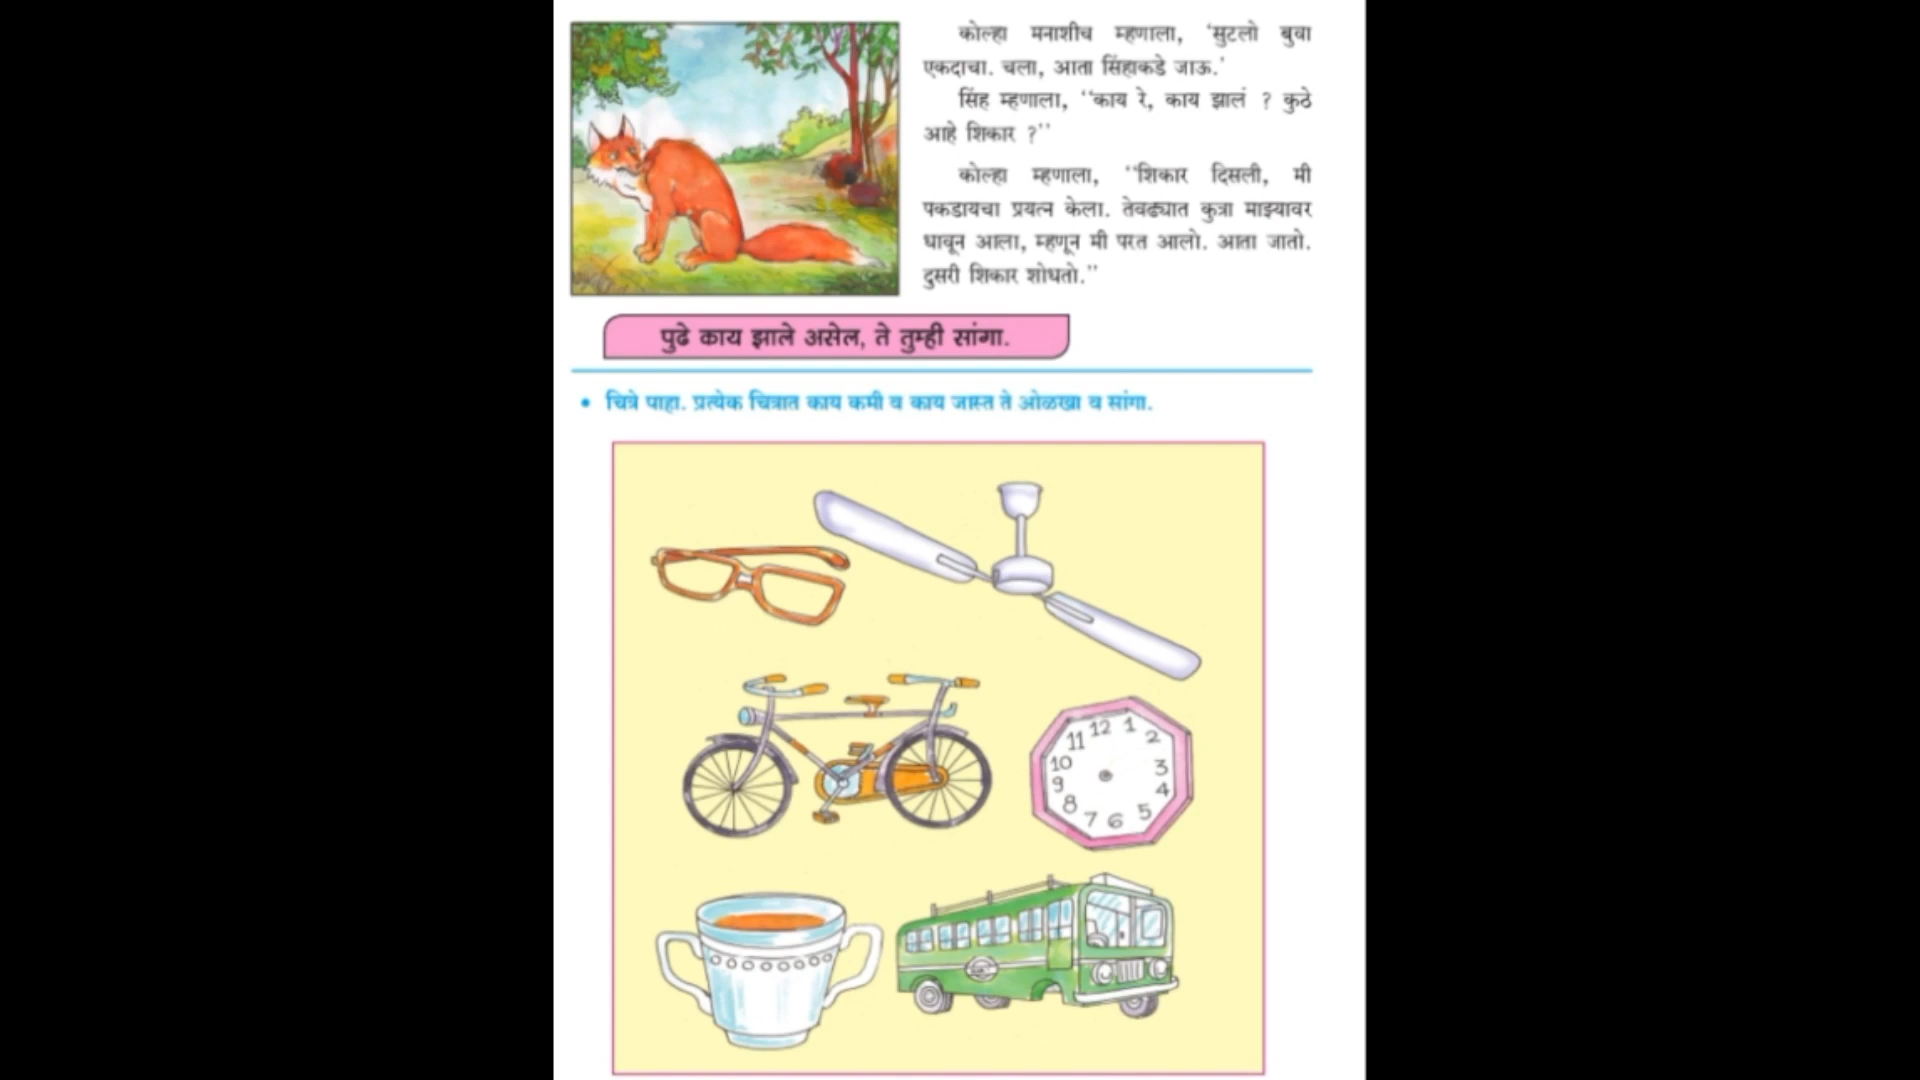 कोल्हा मनाशीच म्हणाला, ‘सुटलो बुवा
एकदाचा. चला, आता सिंहाकडे जाऊ.’
सिंह म्हणाला, ‘‘काय रे, काय झालं ? कुठे
आहे शिकार ?’’
कोल्हा म्हणाला, ‘‘शिकार दिसली, मी
पकडायचा प्रयत्न केला. तेवढ्यात कुत्रा माझ्यावर
धावून आला, म्हणून मी परत आलो. आता जातो.
दुसरी शिकार शोधतो.’’
पुढे काय झाले असेल, ते तुम्ही सांगा.
• चित्रे पाहा. प्रत्येक चित्रात काय कमी व काय जास्त ते ओळखा व सांगा.
12
1
2
3
4
5
6
7
8
9
10
11